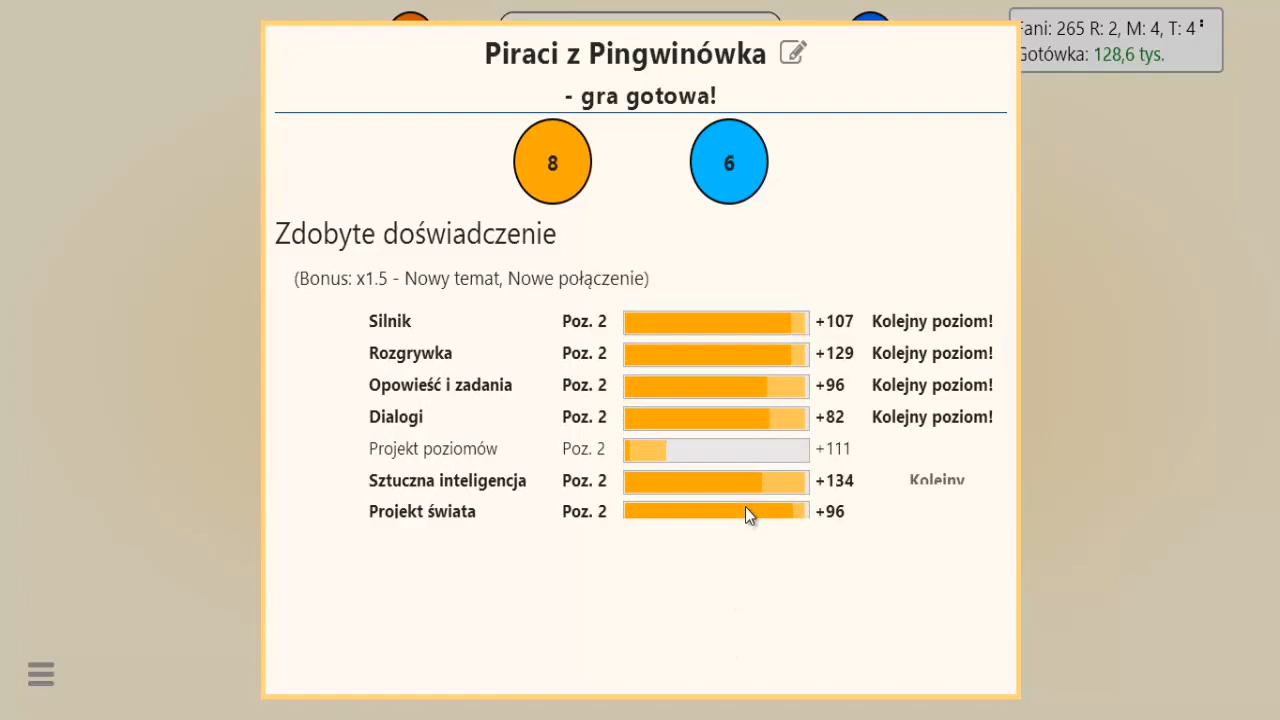 Piraci z Pingwinówka
- gra gotowa!
Fani: 265 R: 2, M: 4, T: 4
Gotówka: 128,6 tys.
8
6
Zdobyte doświadczenie
(Bonus: x1.5 - Nowy temat, Nowe połączenie)
Silnik Poz. 2 +107 Kolejny poziom!
Rozgrywka Poz. 2 +129 Kolejny poziom!
Opowieść i zadania Poz. 2 +96 Kolejny poziom!
Dialogi Poz. 2 +82 Kolejny poziom!
Projekt poziomów Poz. 2 +111
Sztuczna inteligencja Poz. 2 +134 Kolejny
Projekt świata Poz. 2 +96